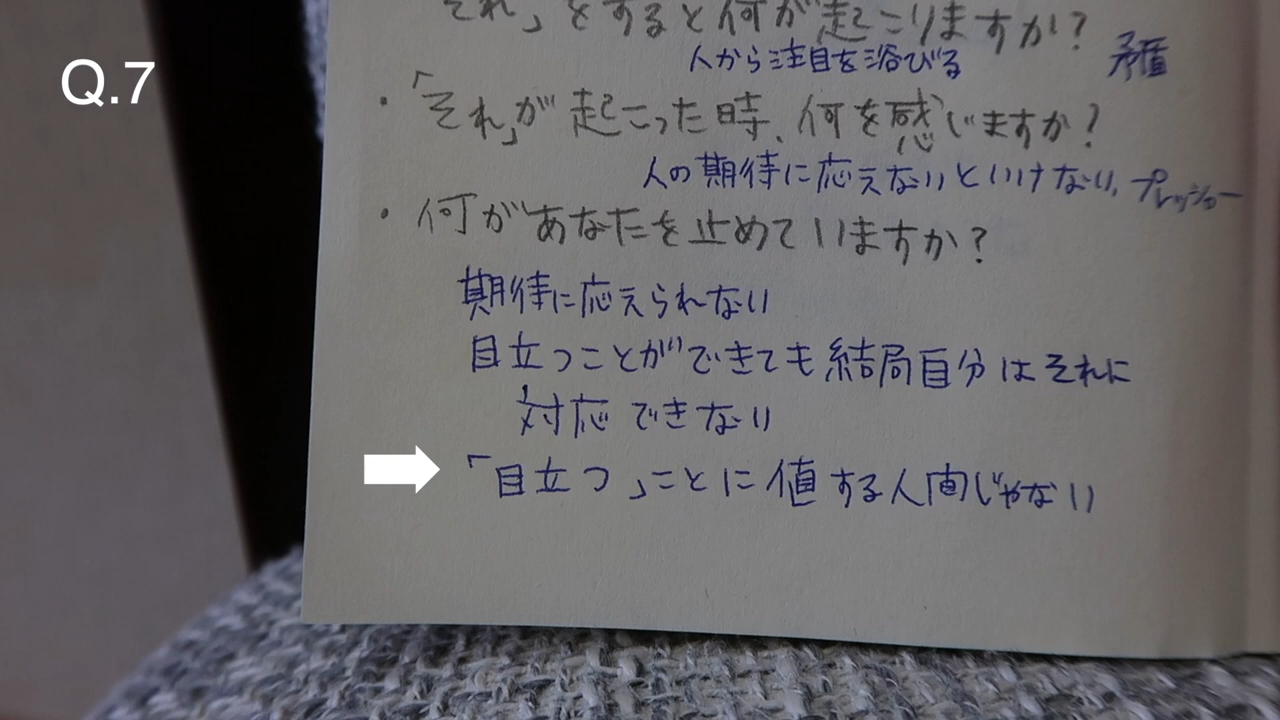 Q.7
それ」をすると何が起こりますか?
人から注目を浴びる 矛盾
・「それ」が起こった時、何を感じますか?
人の期待に応えないといけない、プレッシャー
・何があなたを止めていますか?
期待に応えられない
目立つことができても結局自分はそれに
対応できない
「目立つ」ことに値する人間じゃない